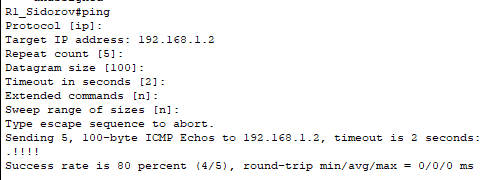 R1_Sidorov#ping
Protocol [ip]:
Target IP address: 192.168.1.2
Repeat count [5]:
Datagram size [100]:
Timeout in seconds [2]:
Extended commands [n]:
Sweep range of sizes [n]:
Type escape sequence to abort.
Sending 5, 100-byte ICMP Echos to 192.168.1.2, timeout is 2 seconds:
.!!!!
Success rate is 80 percent (4/5), round-trip min/avg/max = 0/0/0 ms